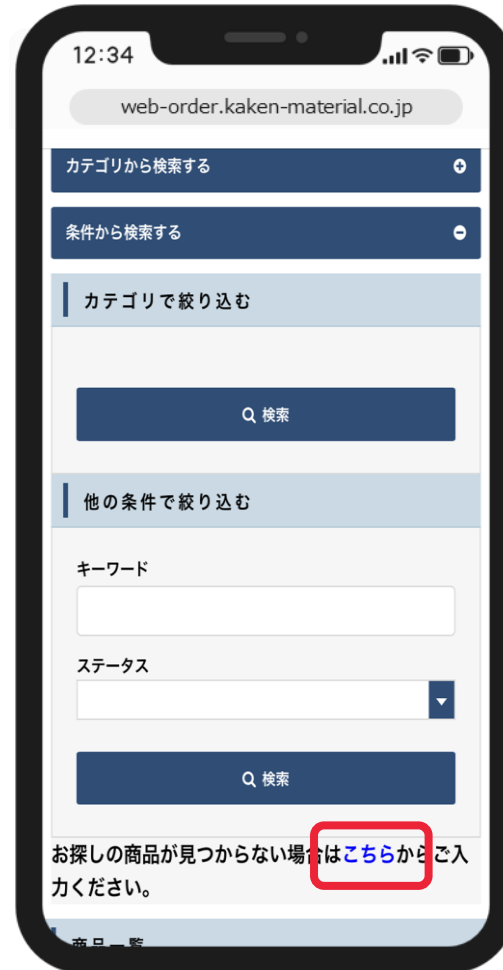 12:34
web-order.kaken-material.co.jp
カテゴリから検索する
条件から検索する
カテゴリで絞り込む
検索
他の条件で絞り込む
キーワード
ステータス
検索
お探しの商品が見つからない場合はこちらからご入
力ください。
商品一覧